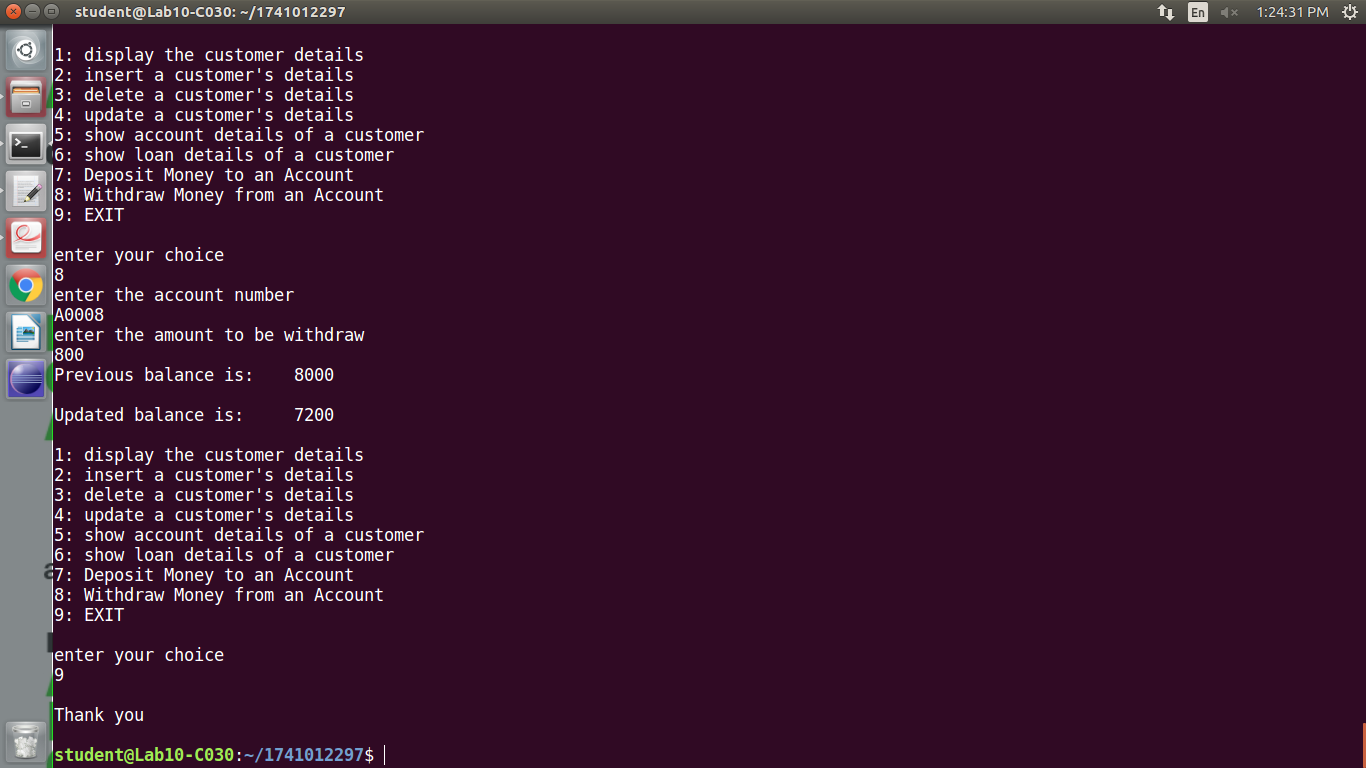 student@Lab10-C030: ~/1741012297
En
1:24:31 PM
1: display the customer details
2: insert a customer's details
3: delete a customer's details
4: update a customer's details
5: show account details of a customer
6: show loan details of a customer
7: Deposit Money to an Account
8: Withdraw Money from an Account
9: EXIT
enter your choice
8
enter the account number
A0008
enter the amount to be withdraw
800
Previous balance is:    8000
Updated balance is:     7200
1: display the customer details
2: insert a customer's details
3: delete a customer's details
4: update a customer's details
5: show account details of a customer
6: show loan details of a customer
7: Deposit Money to an Account
8: Withdraw Money from an Account
9: EXIT
enter your choice
9
Thank you
student@Lab10-C030:~/1741012297$